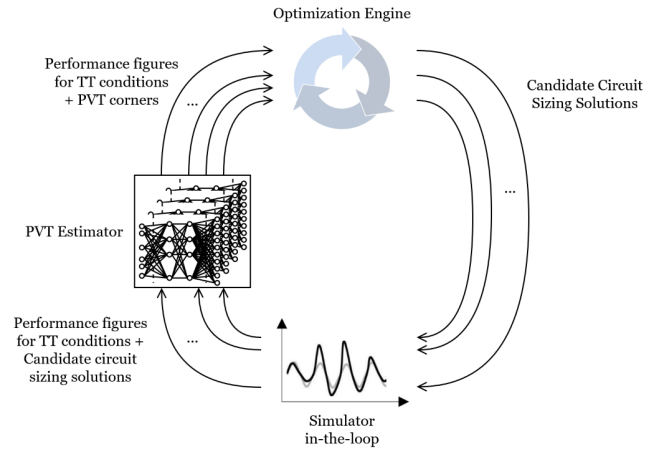 Optimization Engine
Performance figures
for TT conditions
+ PVT corners
...
Candidate Circuit
Sizing Solutions
...
PVT Estimator
Performance figures
for TT conditions +
Candidate circuit
sizing solutions
...
Simulator
in-the-loop